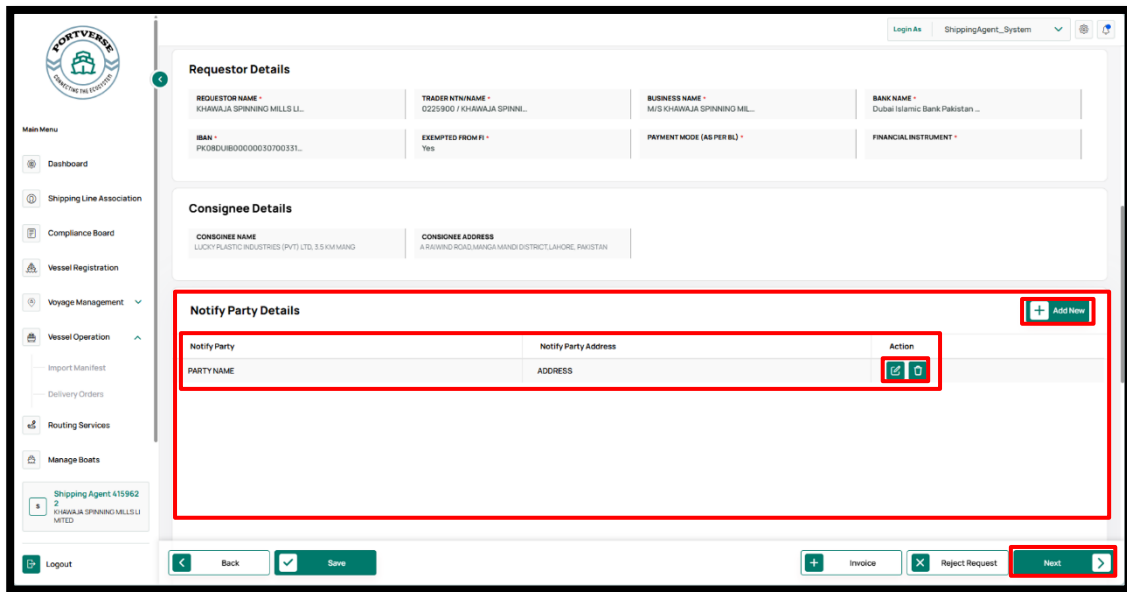 PORTVERSE
CONNECTING THE ECOSYSTEM
Login As ShippingAgent_System
Main Menu
Dashboard
Shipping Line Association
Compliance Board
Vessel Registration
Voyage Management
Vessel Operation
Import Manifest
Delivery Orders
Routing Services
Manage Boats
S
Shipping Agent 415962
2
KHAWAJA SPINNING MILLS LI
MITED
Logout
Requestor Details
REQUESTOR NAME * TRADER NTN/NAME * BUSINESS NAME * BANK NAME *
KHAWAJA SPINNING MILLS LI... 0225900 / KHAWAJA SPINNI... M/S KHAWAJA SPINNING MIL... Dubai Islamic Bank Pakistan ...
IBAN * EXEMPTED FROM FI * PAYMENT MODE (AS PER BL) * FINANCIAL INSTRUMENT *
PK08DUIB00000030700331... Yes
Consignee Details
CONSGINEE NAME CONSIGNEE ADDRESS
LUCKY PLASTIC INDUSTRIES (PVT) LTD, 3.5 KM MANG A RAIWIND ROAD,MANGA MANDI DISTRICT,LAHORE, PAKISTAN
Notify Party Details
Add New
Notify Party Notify Party Address Action
PARTY NAME ADDRESS
Back Save Invoice Reject Request Next